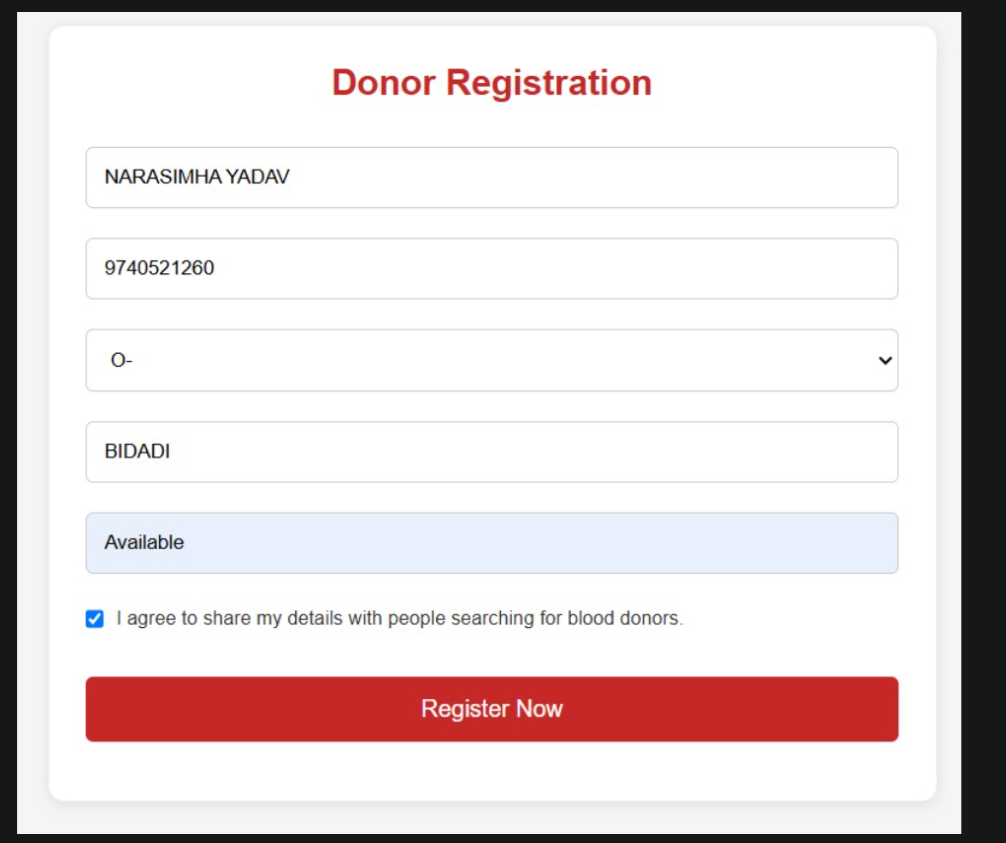 Donor Registration
NARASIMHA YADAV
9740521260
O-
BIDADI
Available
I agree to share my details with people searching for blood donors.
Register Now